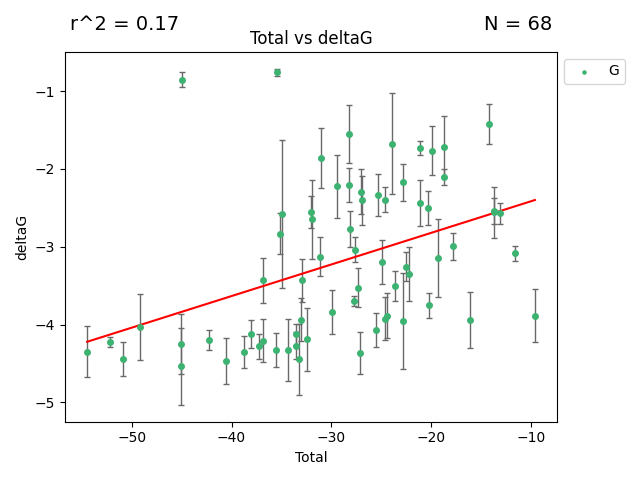 r^2 = 0.17
N = 68
Total vs deltaG
G
−1
−2
−3
−4
−5
deltaG
−50
−40
−30
−20
−10
Total